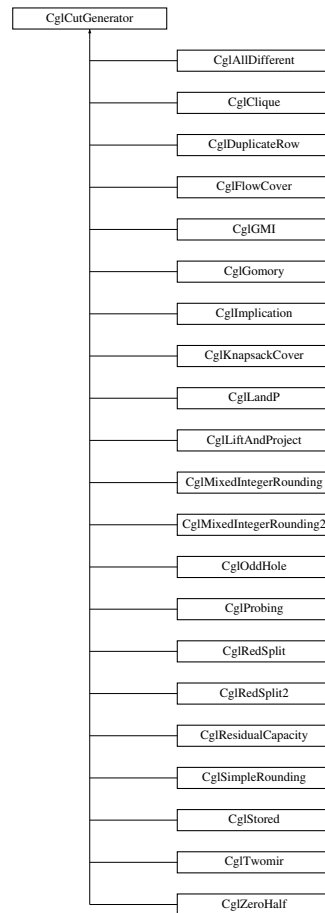 CglCutGenerator
CglAllDifferent
CglClique
CglDuplicateRow
CglFlowCover
CglGMI
CglGomory
CglImplication
CglKnapsackCover
CglLandP
CglLiftAndProject
CglMixedIntegerRounding
CglMixedIntegerRounding2
CglOddHole
CglProbing
CglRedSplit
CglRedSplit2
CglResidualCapacity
CglSimpleRounding
CglStored
CglTwomir
CglZeroHalf